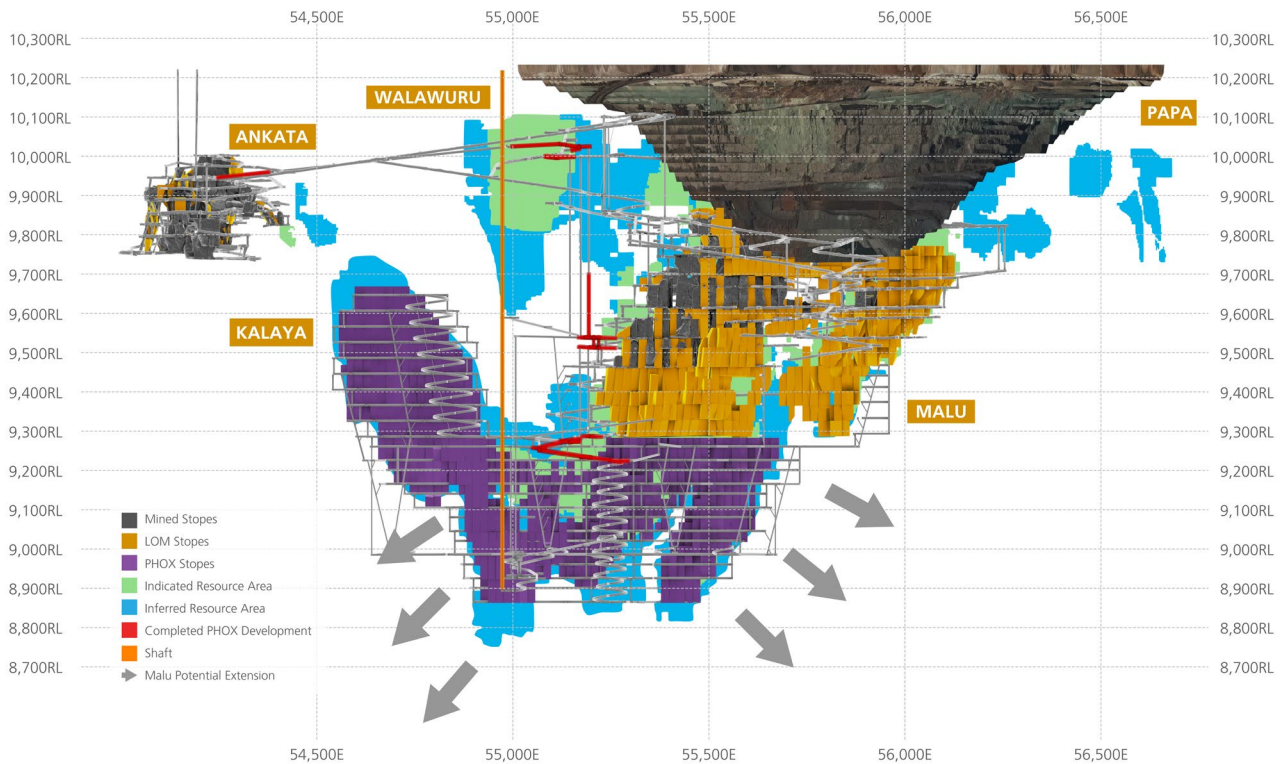 54,500E 55,000E 55,500E 56,000E 56,500E
10,300RL 10,300RL
10,200RL 10,200RL
WALAWURU
10,100RL 10,100RL
PAPA
ANKATA
10,000RL 10,000RL
9,900RL 9,900RL
9,800RL 9,800RL
9,700RL 9,700RL
9,600RL 9,600RL
KALAYA
9,500RL 9,500RL
9,400RL 9,400RL
MALU
9,300RL 9,300RL
9,200RL 9,200RL
9,100RL 9,100RL
Mined Stopes
LOM Stopes
9,000RL 9,000RL
PHOX Stopes
Indicated Resource Area
8,900RL 8,900RL
Inferred Resource Area
Completed PHOX Development
8,800RL 8,800RL
Shaft
8,700RL 8,700RL
Malu Potential Extension
54,500E 55,000E 55,500E 56,000E 56,500E